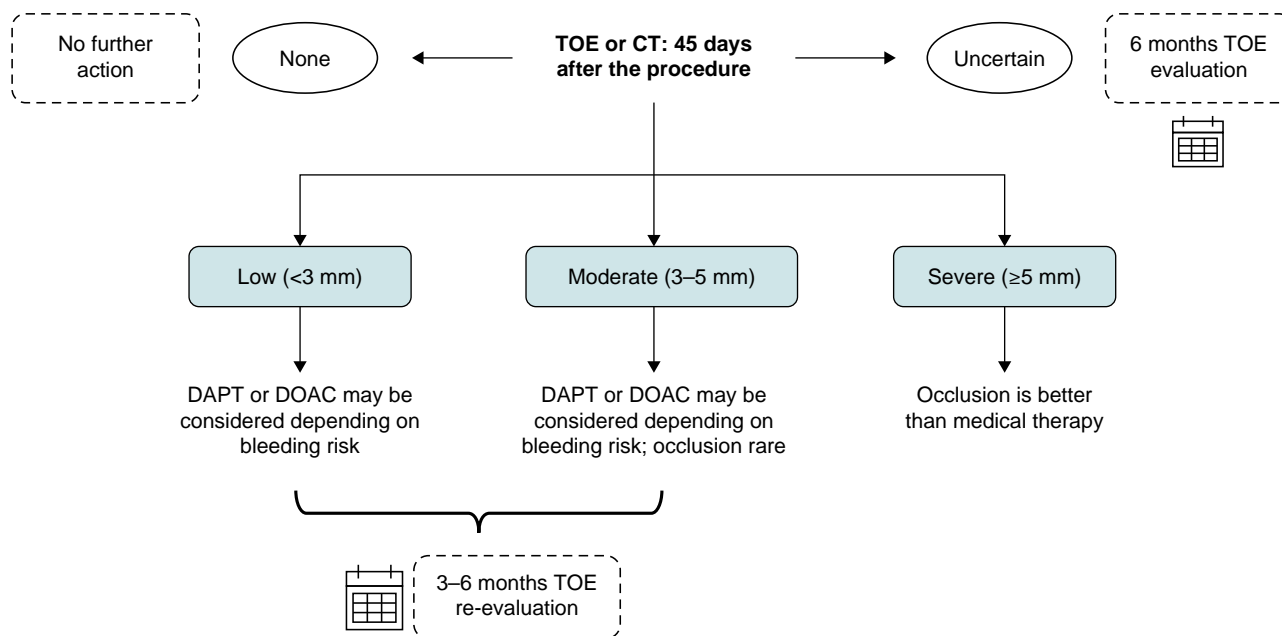 No further
action
None
TOE or CT: 45 days
after the procedure
Uncertain
6 months TOE
evaluation
Low (<3 mm)
Moderate (3–5 mm)
Severe (≥5 mm)
DAPT or DOAC may be
considered depending on
bleeding risk
DAPT or DOAC may be
considered depending on
bleeding risk; occlusion rare
Occlusion is better
than medical therapy
3–6 months TOE
re-evaluation